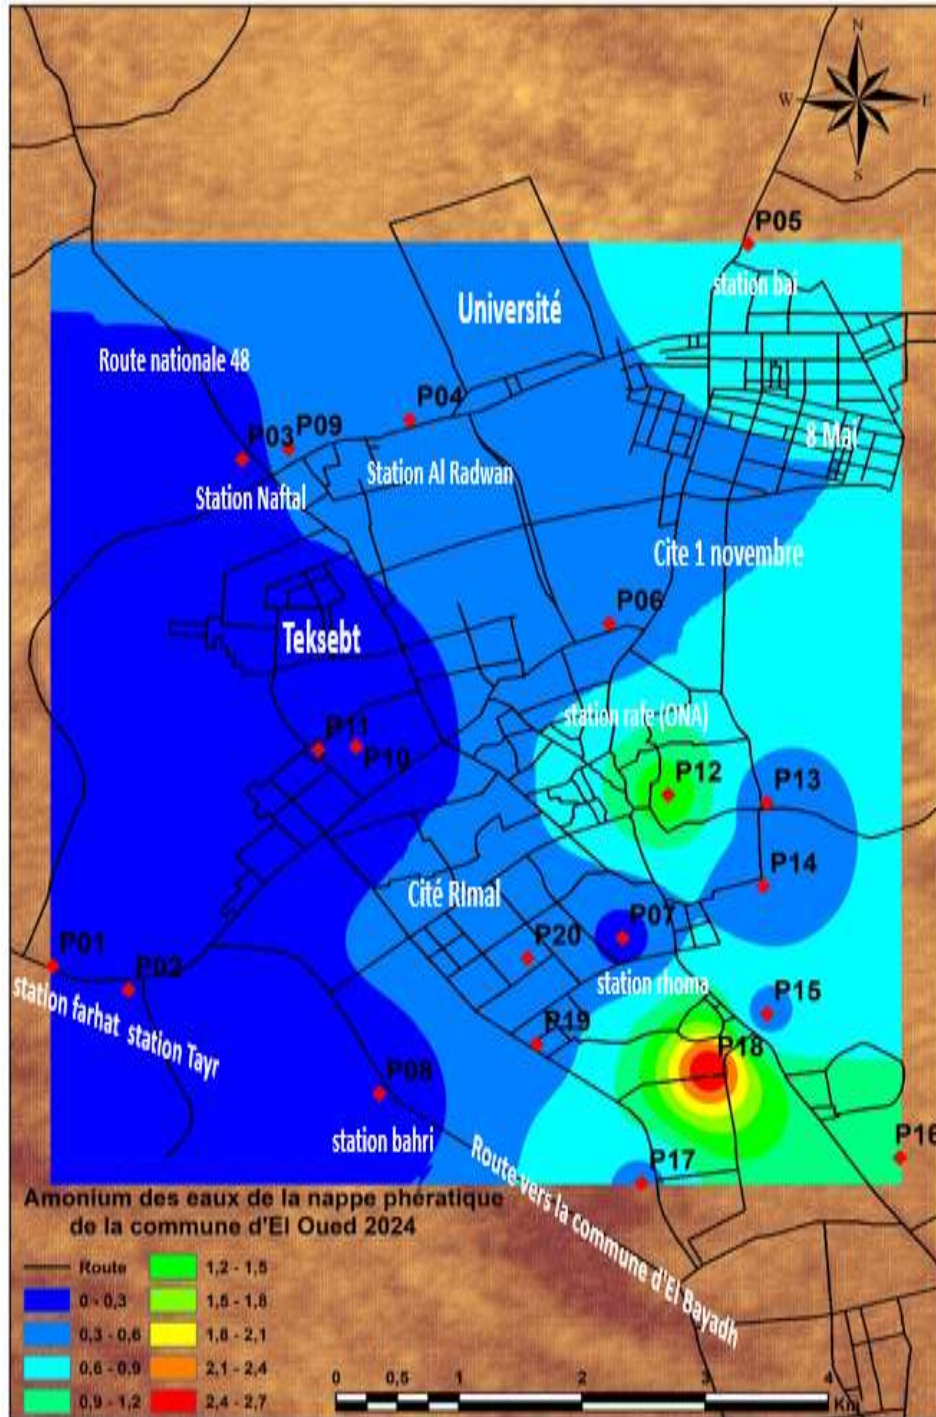 N
W E
S
P05
station bai
Université
Route nationale 48
P04
P09
P03
8 Mai
Station Al Radwan
Station Naftal
Cite 1 novembre
P06
Teksebt
station rafe (ONA)
P11
P10
P12
P13
P14
Cité RImal
P07
P20
P01
P02
station rhoma
station farhat station Tayr
P15
P19
P18
P08
station bahri
P16
P17
Route vers la commune d'El Bayadh
Amonium des eaux de la nappe phératique
de la commune d'El Oued 2024
Route
0 - 0,3
0,3 - 0,6
0,6 - 0,9
0,9 - 1,2
1,2 - 1,5
1,5 - 1,8
1,8 - 2,1
2,1 - 2,4
2,4 - 2,7
0 0,5 1 2 3 4
Km